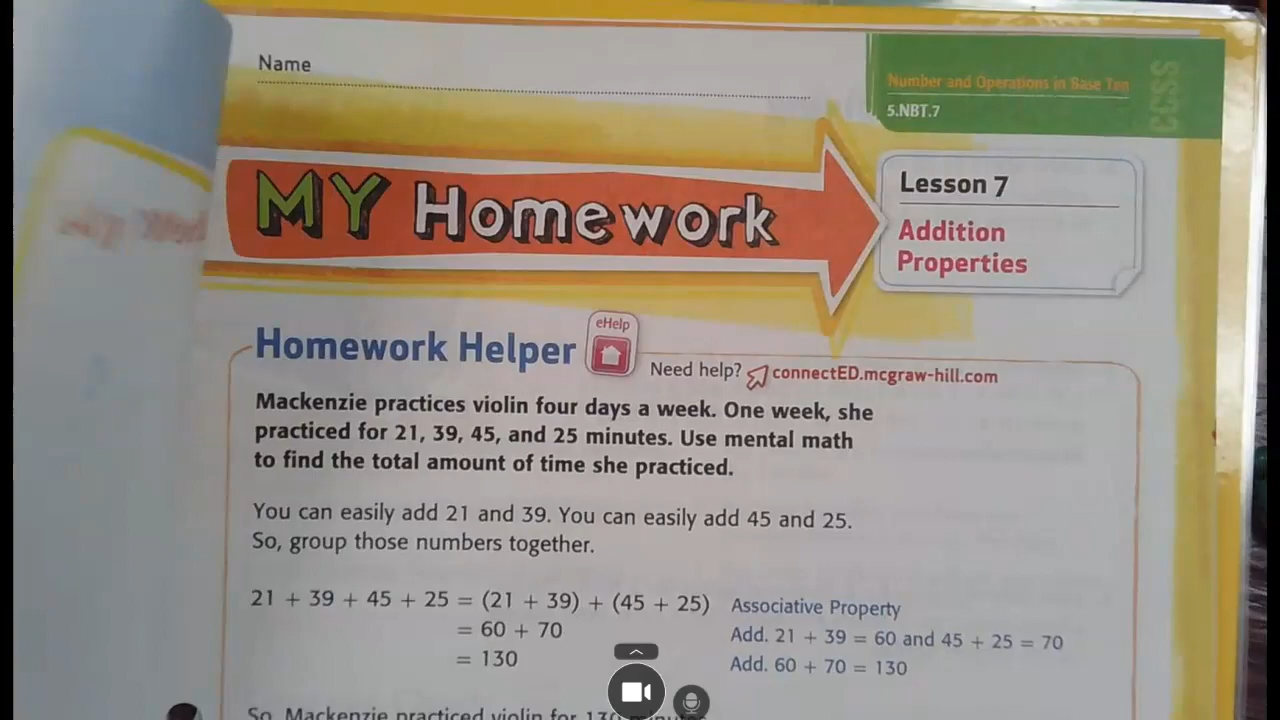 Name
Number and Operations in Base Ten
5.NBT.7
CCSS
MY Homework
Lesson 7
Addition
Properties
Homework Helper
eHelp
Need help? connectED.mcgraw-hill.com
Mackenzie practices violin four days a week. One week, she
practiced for 21, 39, 45, and 25 minutes. Use mental math
to find the total amount of time she practiced.
You can easily add 21 and 39. You can easily add 45 and 25.
So, group those numbers together.
21 + 39 + 45 + 25 = (21 + 39) + (45 + 25) Associative Property
= 60 + 70 Add. 21 + 39 = 60 and 45 + 25 = 70
= 130 Add. 60 + 70 = 130
So, Mackenzie practiced violin for 130 minutes.